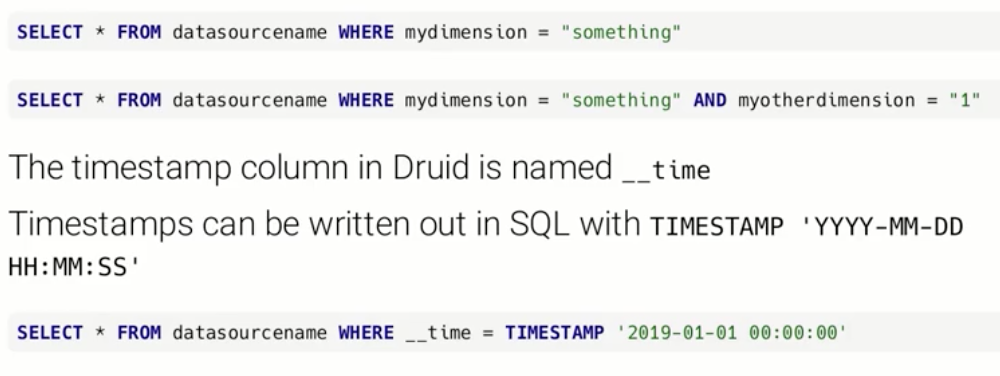 SELECT * FROM datasourcename WHERE mydimension = "something"
SELECT * FROM datasourcename WHERE mydimension = "something" AND myotherdimension = "1"
The timestamp column in Druid is named __time
Timestamps can be written out in SQL with TIMESTAMP 'YYYY-MM-DD
HH:MM:SS'
SELECT * FROM datasourcename WHERE __time = TIMESTAMP '2019-01-01 00:00:00'